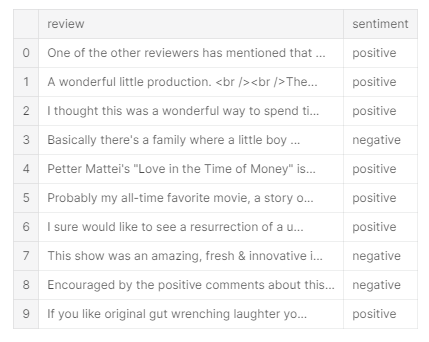 review sentiment
0 One of the other reviewers has mentioned that ... positive
1 A wonderful little production. <br /><br />The... positive
2 I thought this was a wonderful way to spend ti... positive
3 Basically there's a family where a little boy ... negative
4 Petter Mattei's "Love in the Time of Money" is... positive
5 Probably my all-time favorite movie, a story o... positive
6 I sure would like to see a resurrection of a u... positive
7 This show was an amazing, fresh & innovative i... negative
8 Encouraged by the positive comments about this... negative
9 If you like original gut wrenching laughter yo... positive